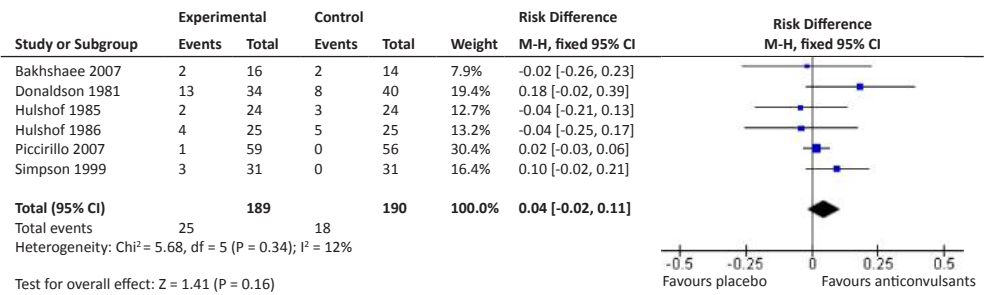 Experimental Control Risk Difference Risk Difference
Study or Subgroup Events Total Events Total Weight M-H, fixed 95% CI M-H, fixed 95% CI
Bakhshaee 2007 2 16 2 14 7.9% -0.02 [-0.26, 0.23]
Donaldson 1981 13 34 8 40 19.4% 0.18 [-0.02, 0.39]
Hulshof 1985 2 24 3 24 12.7% -0.04 [-0.21, 0.13]
Hulshof 1986 4 25 5 25 13.2% -0.04 [-0.25, 0.17]
Piccirillo 2007 1 59 0 56 30.4% 0.02 [-0.03, 0.06]
Simpson 1999 3 31 0 31 16.4% 0.10 [-0.02, 0.21]
Total (95% CI) 189 190 100.0% 0.04 [-0.02, 0.11]
Total events 25 18
Heterogeneity: Chi² = 5.68, df = 5 (P = 0.34); I² = 12%
-0.5 -0.25 0 0.25 0.5
Test for overall effect: Z = 1.41 (P = 0.16) Favours placebo Favours anticonvulsants